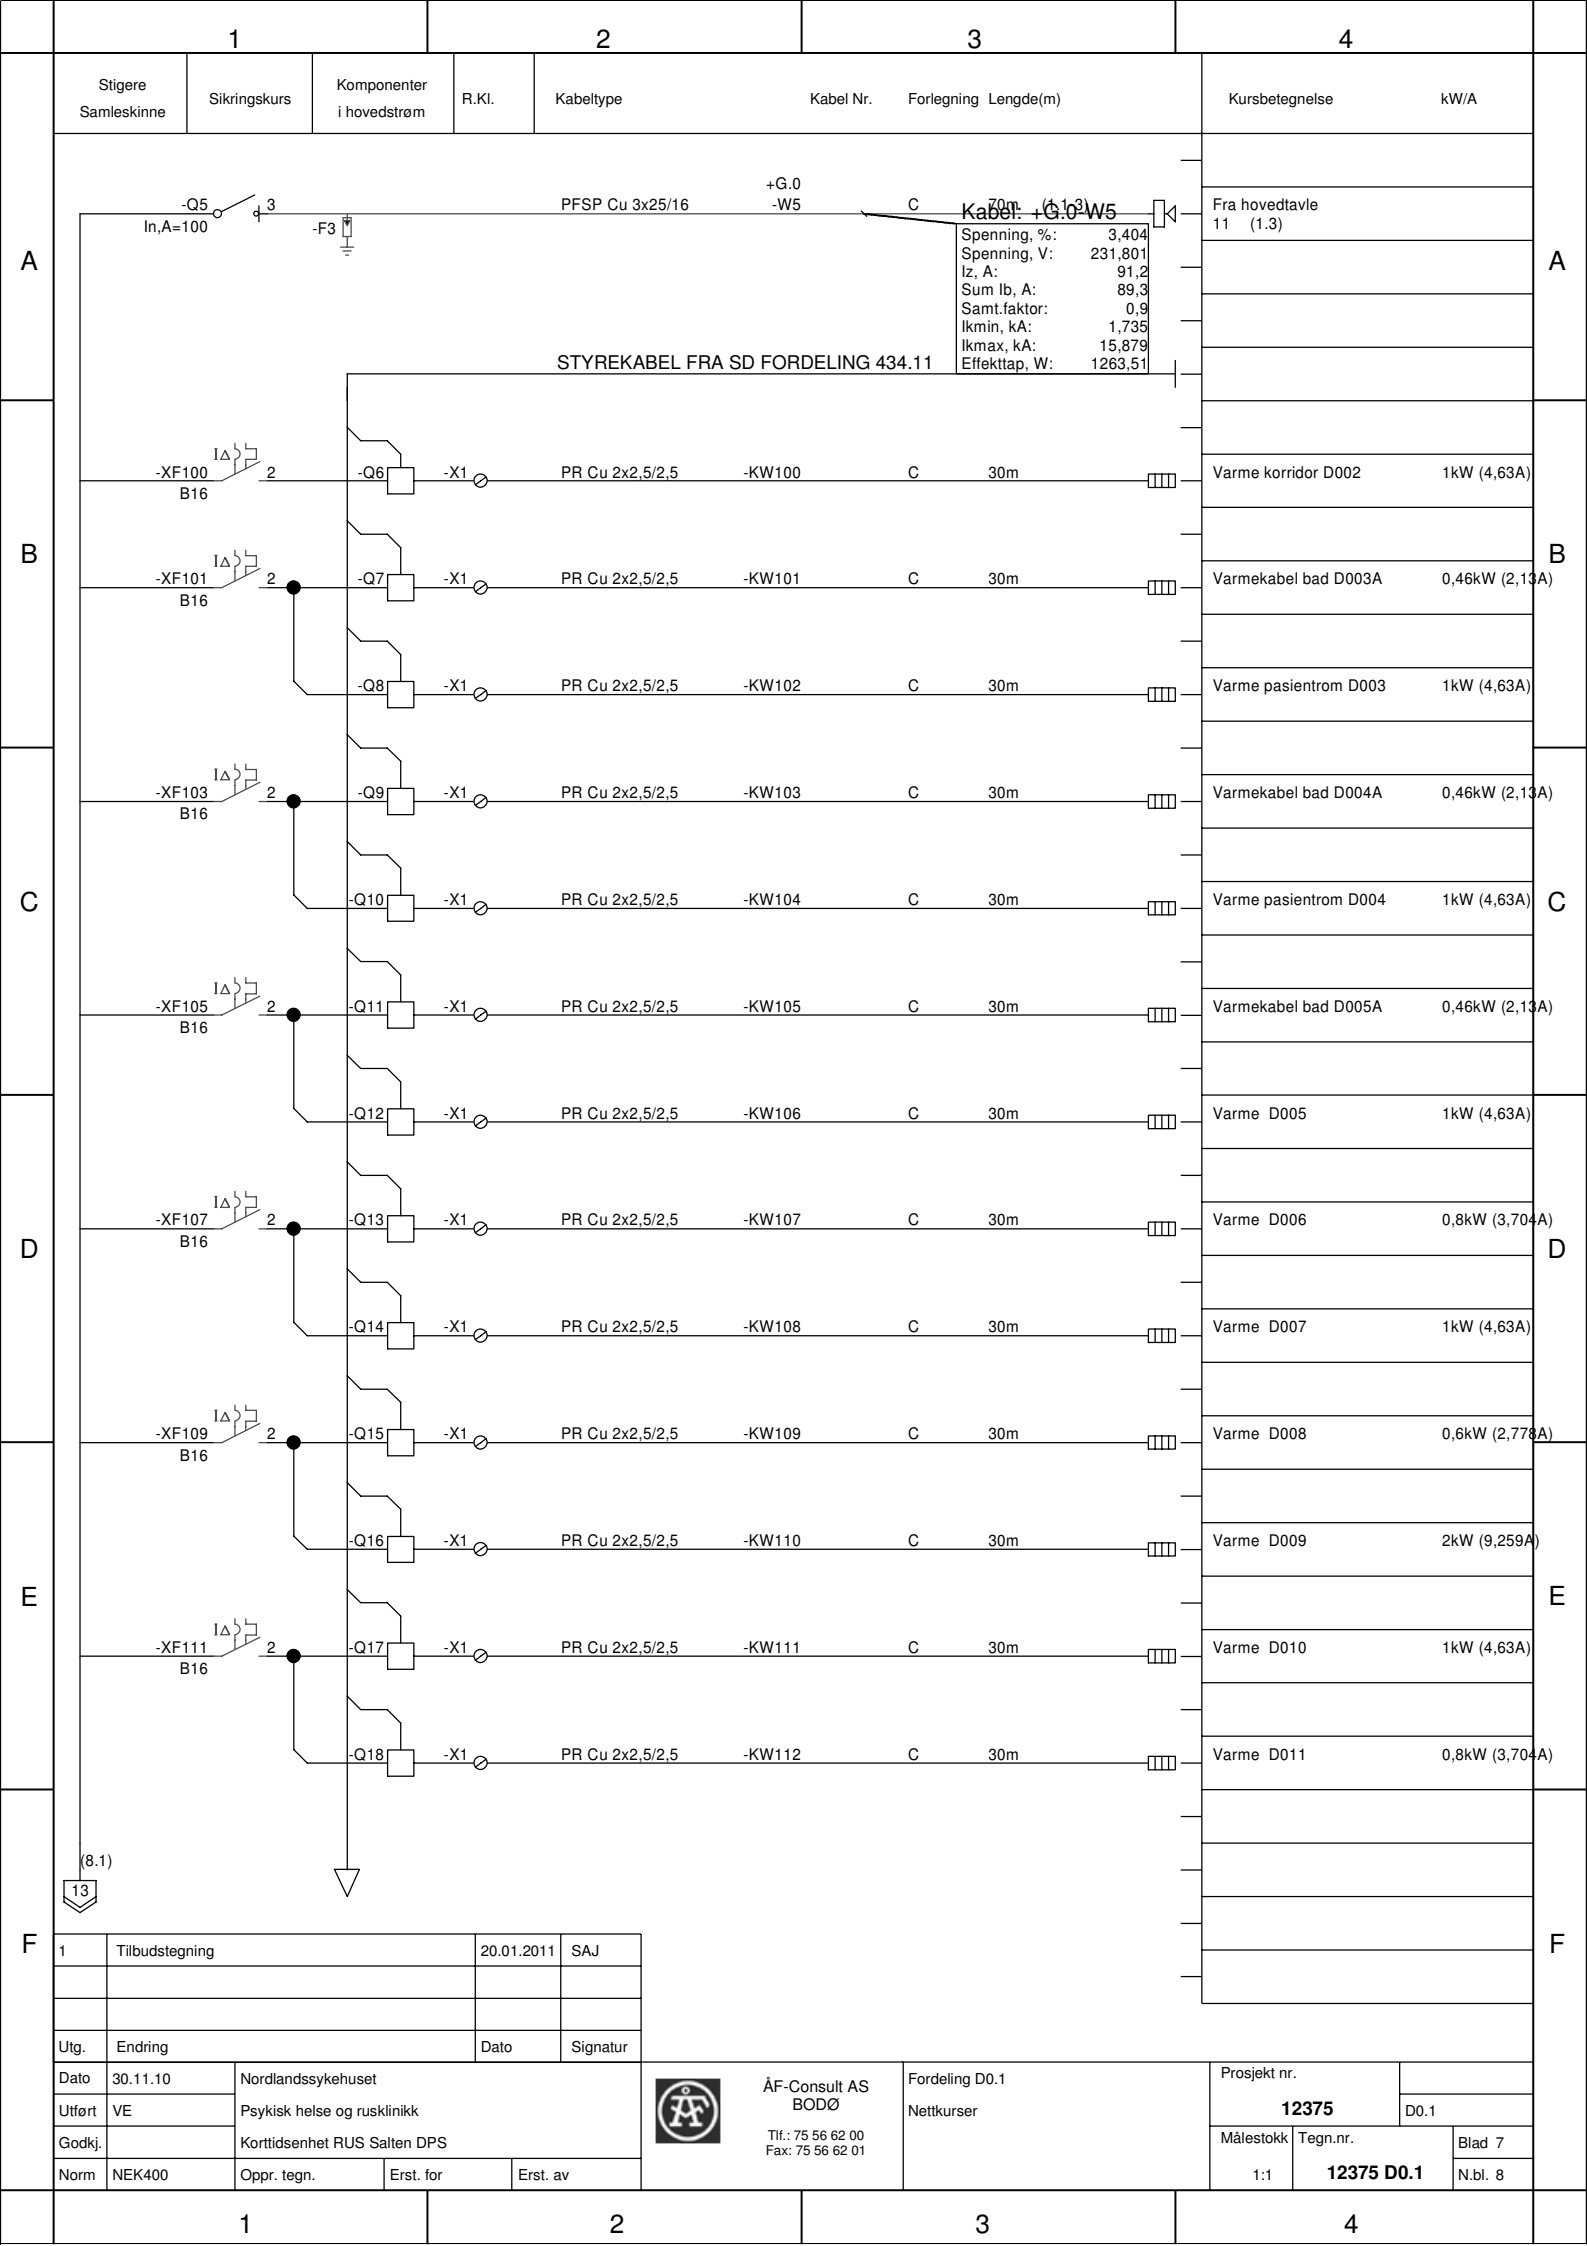 1 2 3 4
Stigere
Samleskinne
Sikringskurs
Komponenter
i hovedstrøm
R.Kl.
Kabeltype
Kabel Nr.
Forlegning
Lengde(m)
Kursbetegnelse
kW/A
A A
-Q5 3 -F3 PFSP Cu 3x25/16 +G.0 -W5 C 70m (1.1.3) Fra hovedtavle
In,A=100 11 (1.3)
Kabel: +G.0-W5
Spenning, %: 3,404
Spenning, V: 231,801
Iz, A: 91,2
Sum Ib, A: 89,3
Samt.faktor: 0,9
Ikmin, kA: 1,735
Ikmax, kA: 15,879
Effekttap, W: 1263,51
STYREKABEL FRA SD FORDELING 434.11
I∆
-XF100 2 -Q6 -X1 PR Cu 2x2,5/2,5 -KW100 C 30m Varme korridor D002 1kW (4,63A)
B16
B B
I∆
-XF101 2 -Q7 -X1 PR Cu 2x2,5/2,5 -KW101 C 30m Varmekabel bad D003A 0,46kW (2,13A)
B16
-Q8 -X1 PR Cu 2x2,5/2,5 -KW102 C 30m Varme pasientrom D003 1kW (4,63A)
I∆
-XF103 2 -Q9 -X1 PR Cu 2x2,5/2,5 -KW103 C 30m Varmekabel bad D004A 0,46kW (2,13A)
B16
C C
-Q10 -X1 PR Cu 2x2,5/2,5 -KW104 C 30m Varme pasientrom D004 1kW (4,63A)
I∆
-XF105 2 -Q11 -X1 PR Cu 2x2,5/2,5 -KW105 C 30m Varmekabel bad D005A 0,46kW (2,13A)
B16
-Q12 -X1 PR Cu 2x2,5/2,5 -KW106 C 30m Varme D005 1kW (4,63A)
I∆
-XF107 2 -Q13 -X1 PR Cu 2x2,5/2,5 -KW107 C 30m Varme D006 0,8kW (3,704A)
B16
D D
-Q14 -X1 PR Cu 2x2,5/2,5 -KW108 C 30m Varme D007 1kW (4,63A)
I∆
-XF109 2 -Q15 -X1 PR Cu 2x2,5/2,5 -KW109 C 30m Varme D008 0,6kW (2,778A)
B16
-Q16 -X1 PR Cu 2x2,5/2,5 -KW110 C 30m Varme D009 2kW (9,259A)
E E
I∆
-XF111 2 -Q17 -X1 PR Cu 2x2,5/2,5 -KW111 C 30m Varme D010 1kW (4,63A)
B16
-Q18 -X1 PR Cu 2x2,5/2,5 -KW112 C 30m Varme D011 0,8kW (3,704A)
(8.1)
13
F F
1 Tilbudstegning 20.01.2011 SAJ
Utg. Endring Dato Signatur
Dato 30.11.10 Nordlandssykehuset
Utført VE Psykisk helse og rusklinikk
Godkj. Korttidsenhet RUS Salten DPS
Norm NEK400 Oppr. tegn. Erst. for Erst. av
ÅF
ÅF-Consult AS
BODØ
Tlf.: 75 56 62 00
Fax: 75 56 62 01
Fordeling D0.1
Nettkurser
Prosjekt nr.
12375
D0.1
Målestokk
1:1
Tegn.nr.
12375 D0.1
Blad 7
N.bl. 8
1 2 3 4